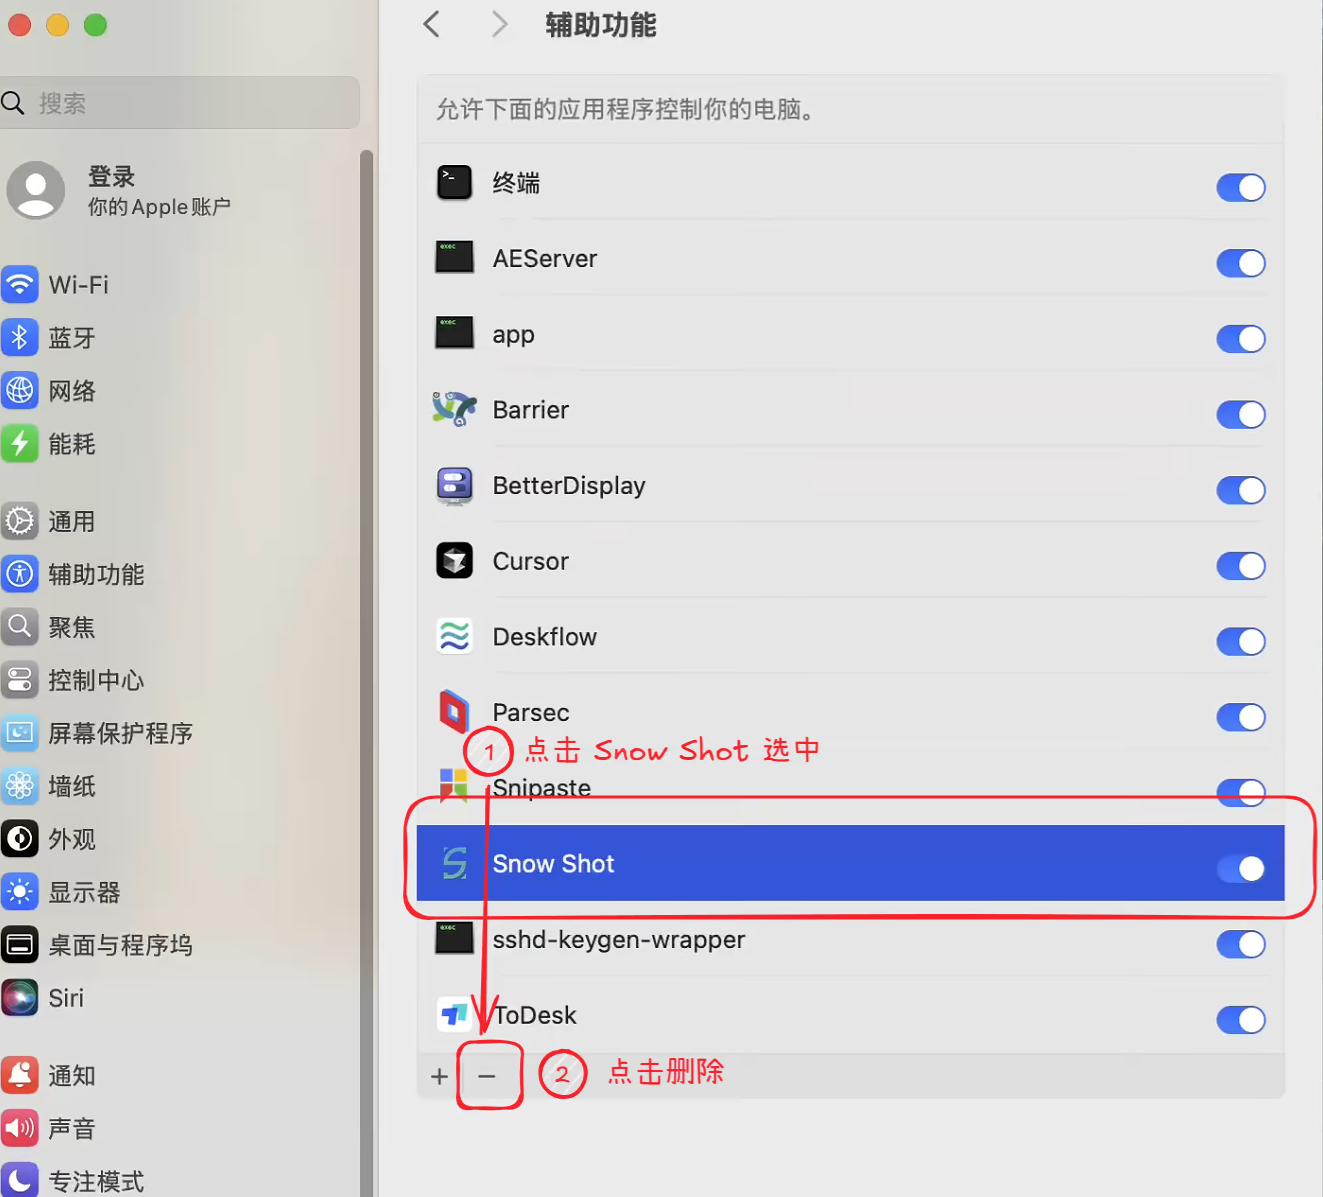 辅助功能
搜索
登录
你的Apple账户
Wi-Fi
蓝牙
网络
能耗
通用
辅助功能
聚焦
控制中心
屏幕保护程序
墙纸
外观
显示器
桌面与程序坞
Siri
通知
声音
专注模式
允许下面的应用程序控制你的电脑。
终端
exec
AEServer
exec
app
Barrier
BetterDisplay
Cursor
Deskflow
Parsec
1 点击 Snow Shot 选中
Snipaste
Snow Shot
exec
sshd-keygen-wrapper
ToDesk
+ −
2 点击删除